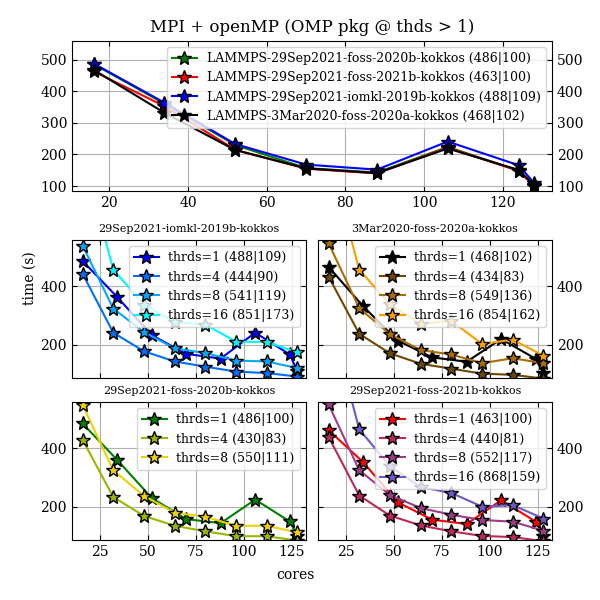 MPI + openMP (OMP pkg @ thds > 1)
500
400
300
200
100
500
400
300
200
100
LAMMPS-29Sep2021-foss-2020b-kokkos (486|100)
LAMMPS-29Sep2021-foss-2021b-kokkos (463|100)
LAMMPS-29Sep2021-iomkl-2019b-kokkos (488|109)
LAMMPS-3Mar2020-foss-2020a-kokkos (468|102)
20 40 60 80 100 120
time (s)
29Sep2021-iomkl-2019b-kokkos
400
200
thrds=1 (488|109)
thrds=4 (444|90)
thrds=8 (541|119)
thrds=16 (851|173)
3Mar2020-foss-2020a-kokkos
400
200
thrds=1 (468|102)
thrds=4 (434|83)
thrds=8 (549|136)
thrds=16 (854|162)
29Sep2021-foss-2020b-kokkos
400
200
thrds=1 (486|100)
thrds=4 (430|83)
thrds=8 (550|111)
25 50 75 100 125
29Sep2021-foss-2021b-kokkos
400
200
thrds=1 (463|100)
thrds=4 (440|81)
thrds=8 (552|117)
thrds=16 (868|159)
25 50 75 100 125
cores